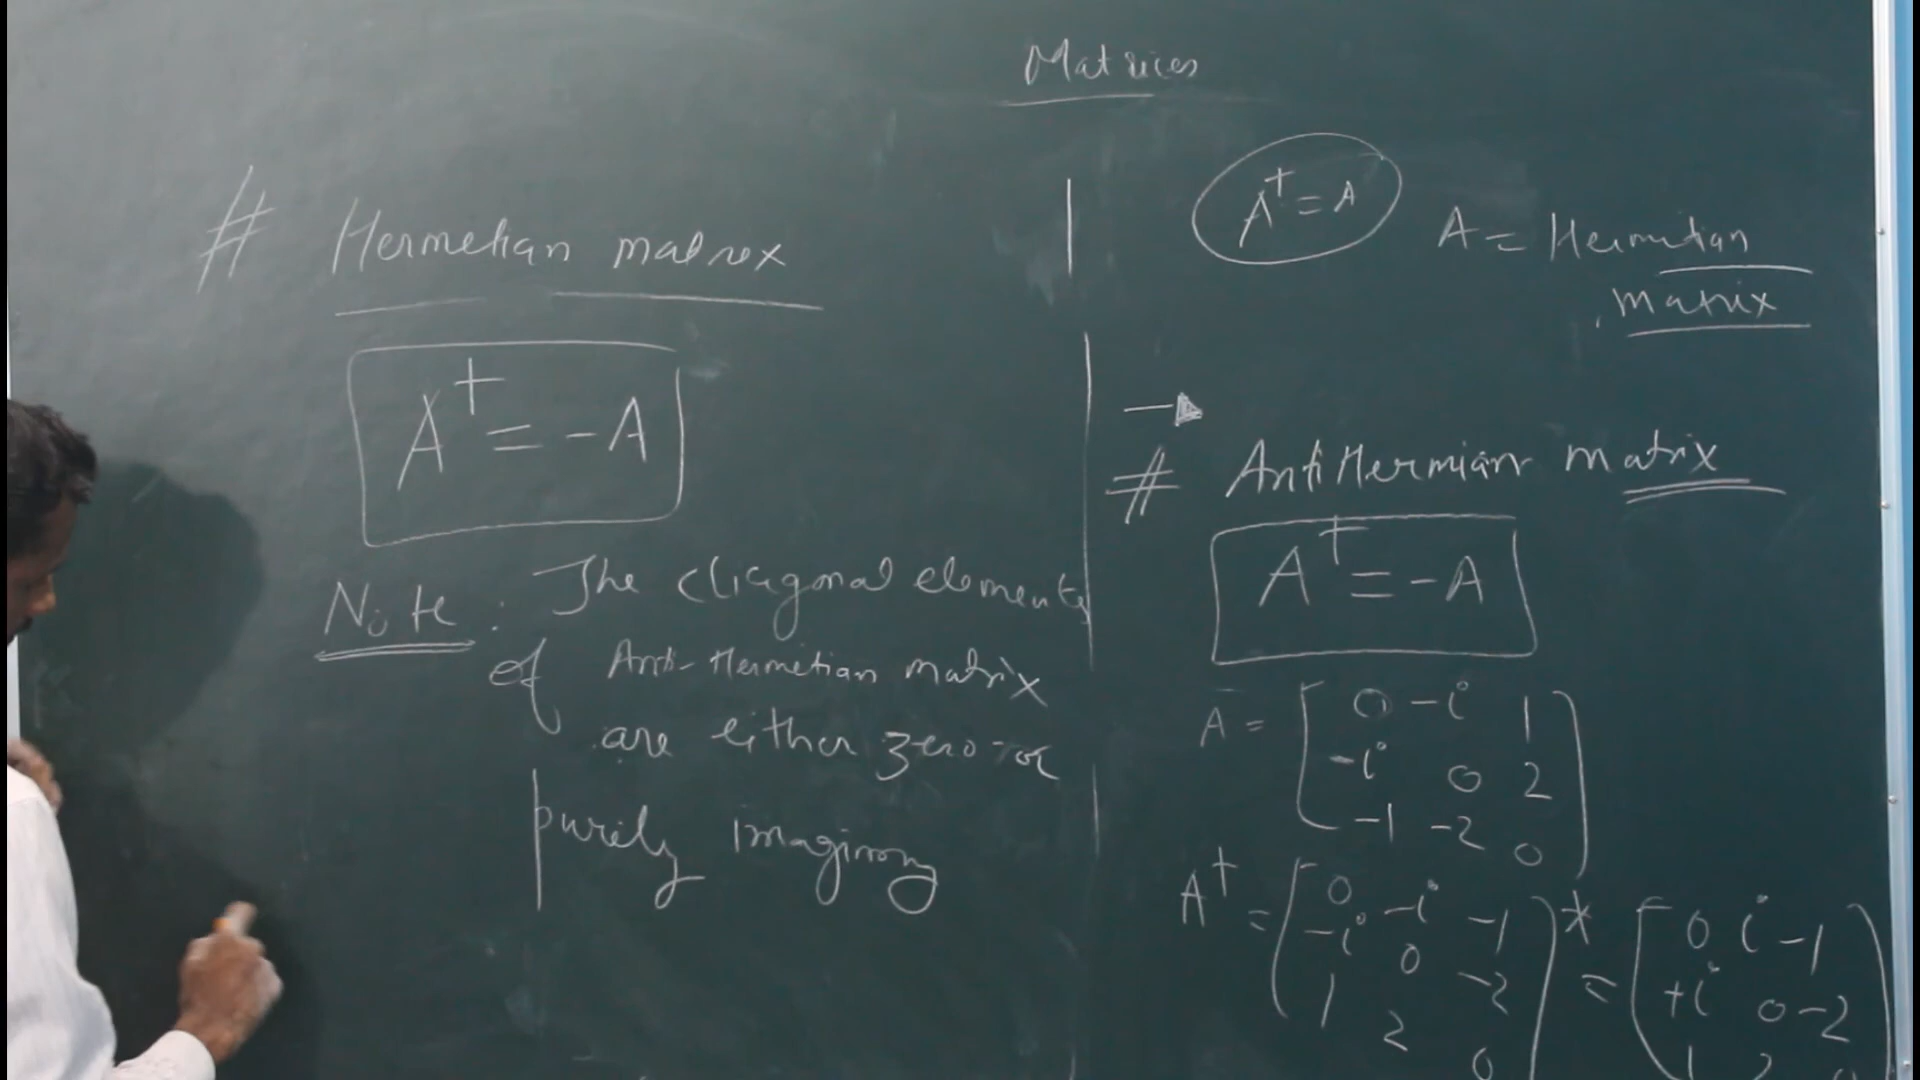 Matrices
# Hermetian matrix
A† = -A
Note : The diagonal elements
of Anti-Hermetian matrix
are either zero or
purely imaginary
A† = A
A = Hermitian
matrix
# AntiHermian matrix
A† = -A
A = [ 0 -i 1
-i 0 2
-1 -2 0 ]
A† = [ 0 -i -1
-i 0 -2
1 2 0 ]* = [ 0 i -1
+i 0 -2
1 2